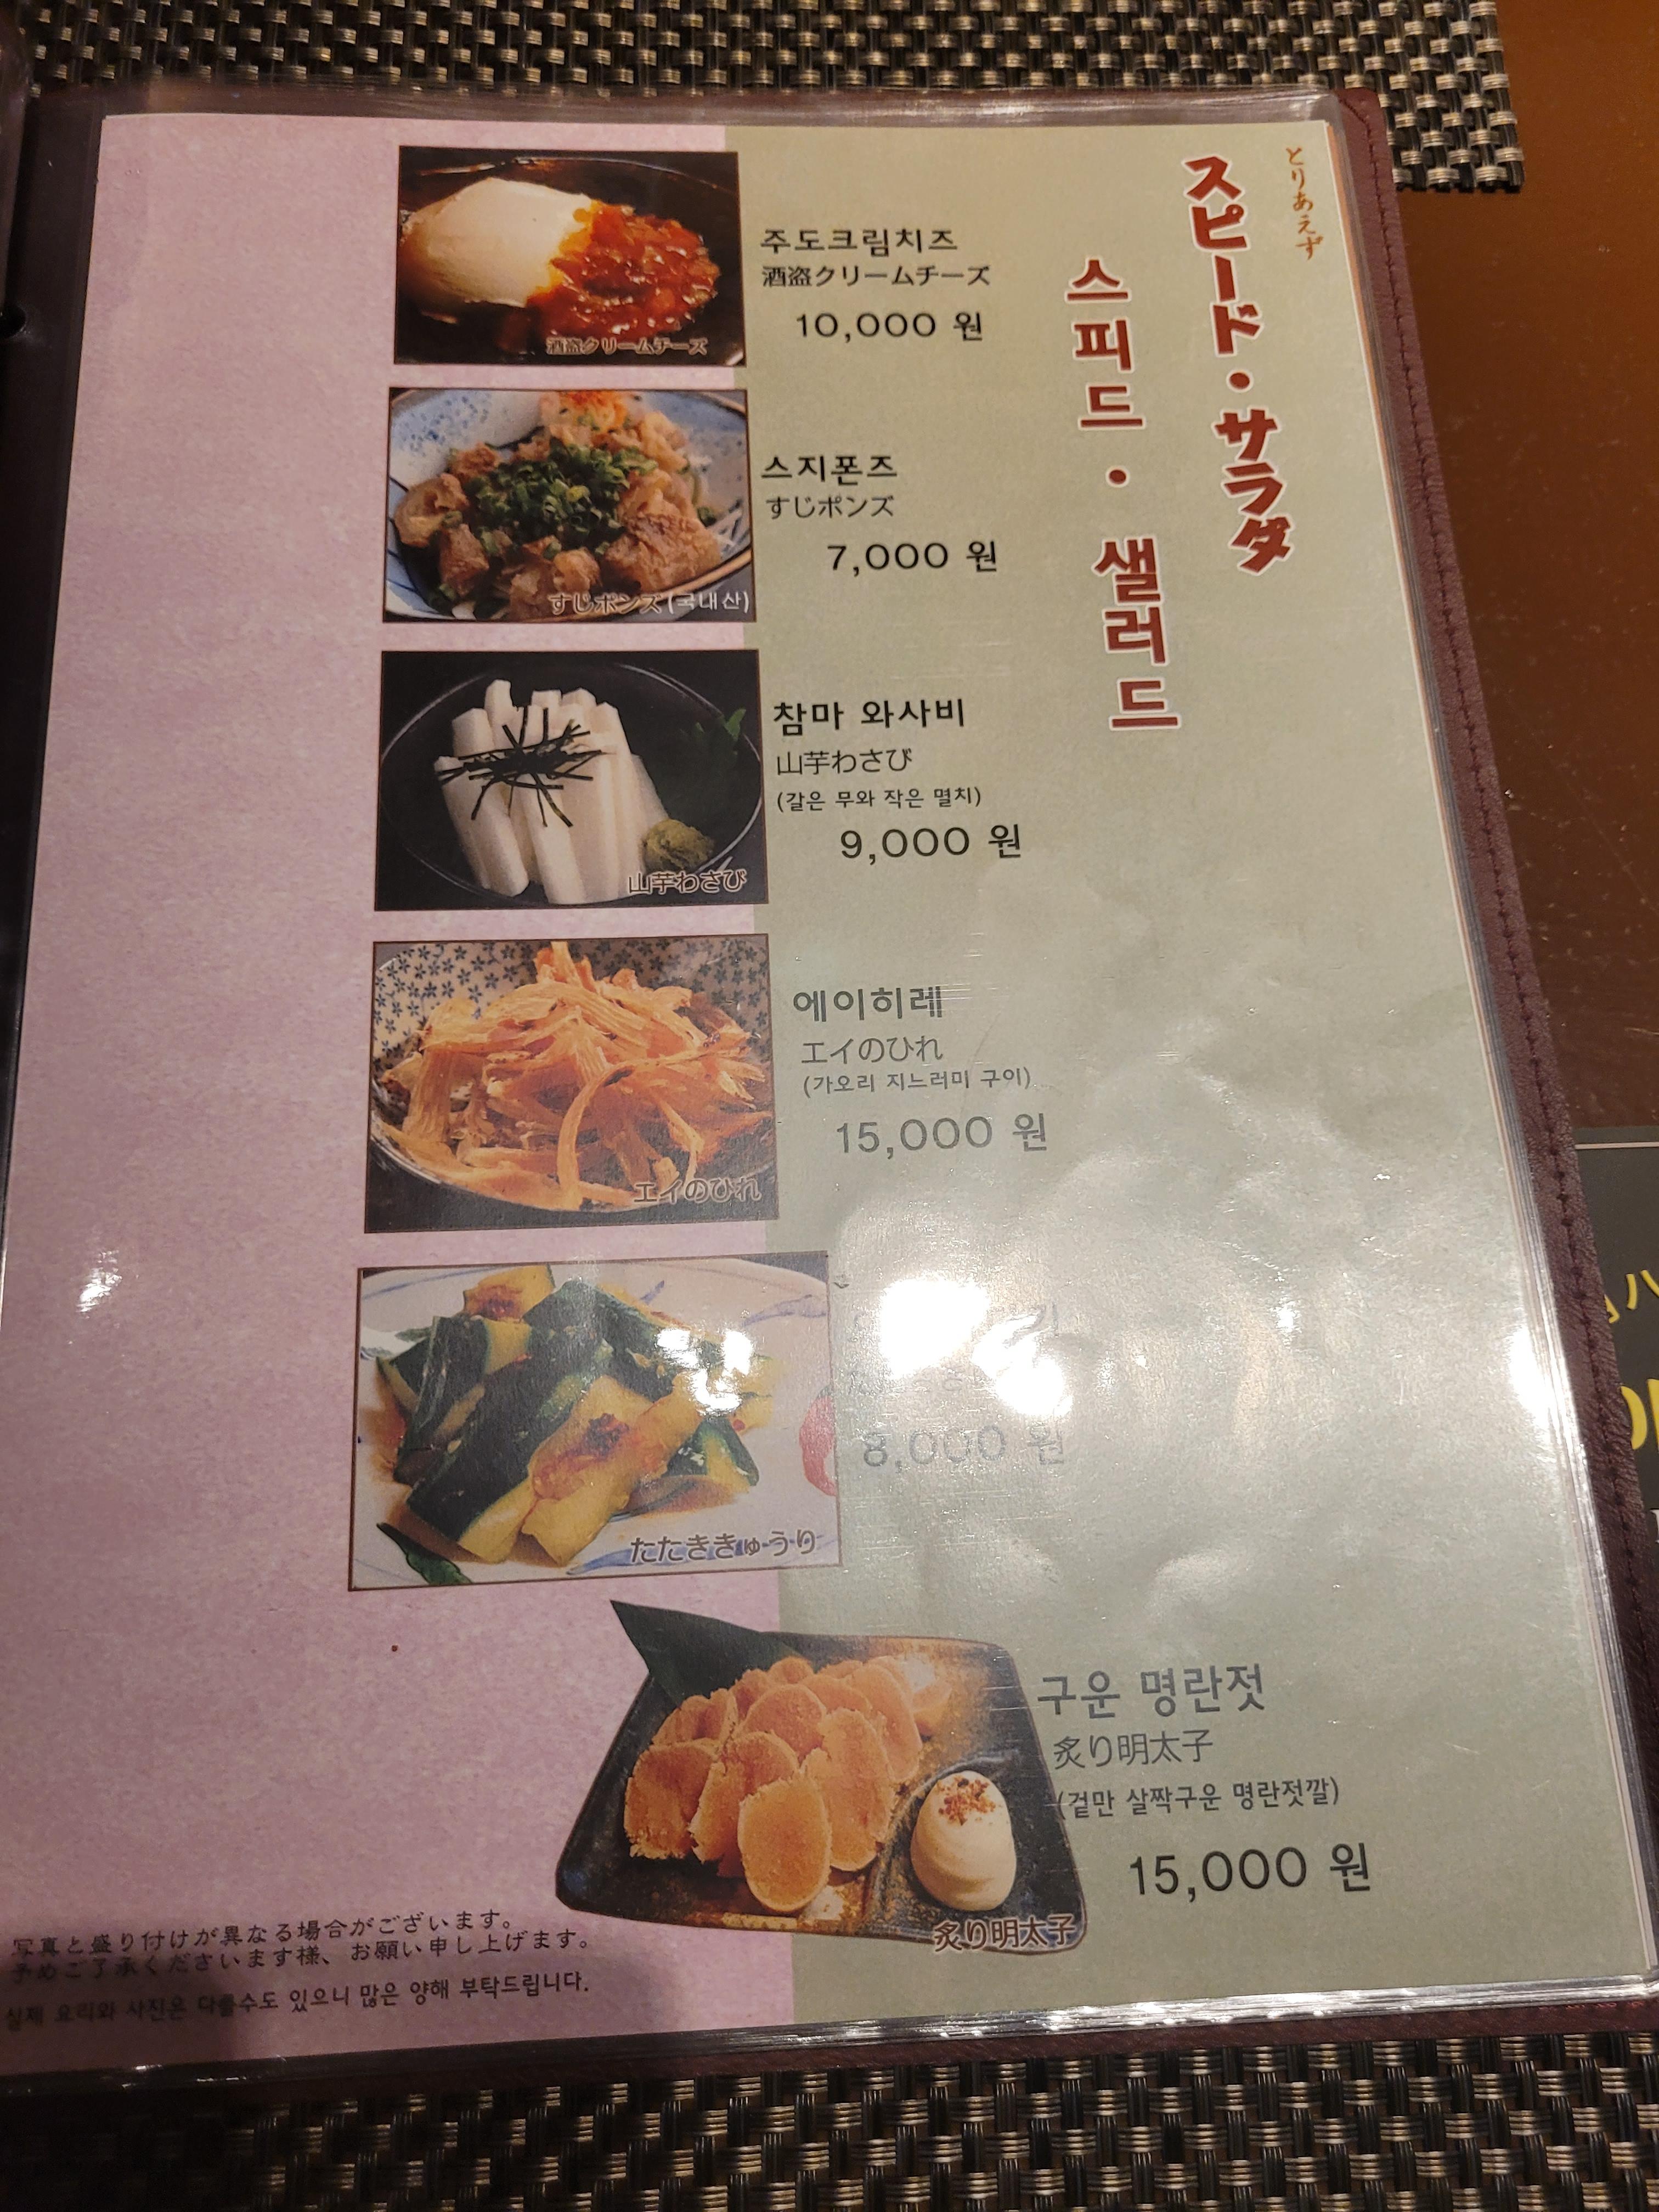 とりあえず
スピード・サラダ
스피드・샐러드
주도크림치즈
酒盗クリームチーズ
10,000 원
酒盗クリームチーズ
스지폰즈
すじポンズ
7,000 원
すじポンズ(국내산)
참마 와사비
山芋わさび
(갈은 무와 작은 멸치)
9,000 원
山芋わさび
에이히레
エイのひれ
(가오리 지느러미 구이)
15,000 원
エイのひれ
8,000 원
たたききゅうり
구운 명란젓
炙り明太子
(겉만 살짝구운 명란젓깔)
15,000 원
炙り明太子
写真と盛り付けが異なる場合がございます。
予めご了承くださいます様、お願い申し上げます。
실제 요리와 사진은 다를수도 있으니 많은 양해 부탁드립니다.